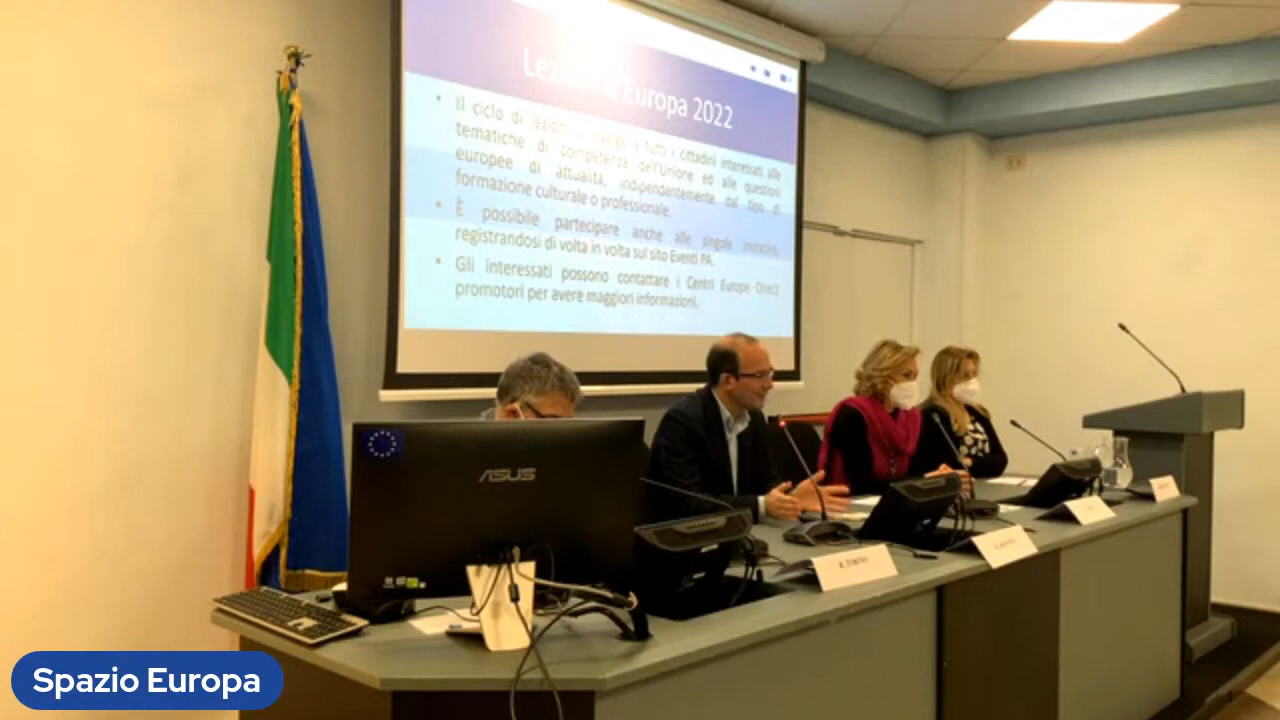 Europa 2022
Il ciclo di lezioni si rivolge a tutti i cittadini interessati alle
tematiche di competenza dell'Unione ed alle questioni
europee di attualità, indipendentemente dal tipo di
formazione culturale o professionale.
È possibile partecipare anche alle singole iniziative,
registrandosi di volta in volta sul sito Eventi PA.
Gli interessati possono contattare i Centri Europe Direct
promotori per avere maggiori informazioni.
ASUS
Spazio Europa